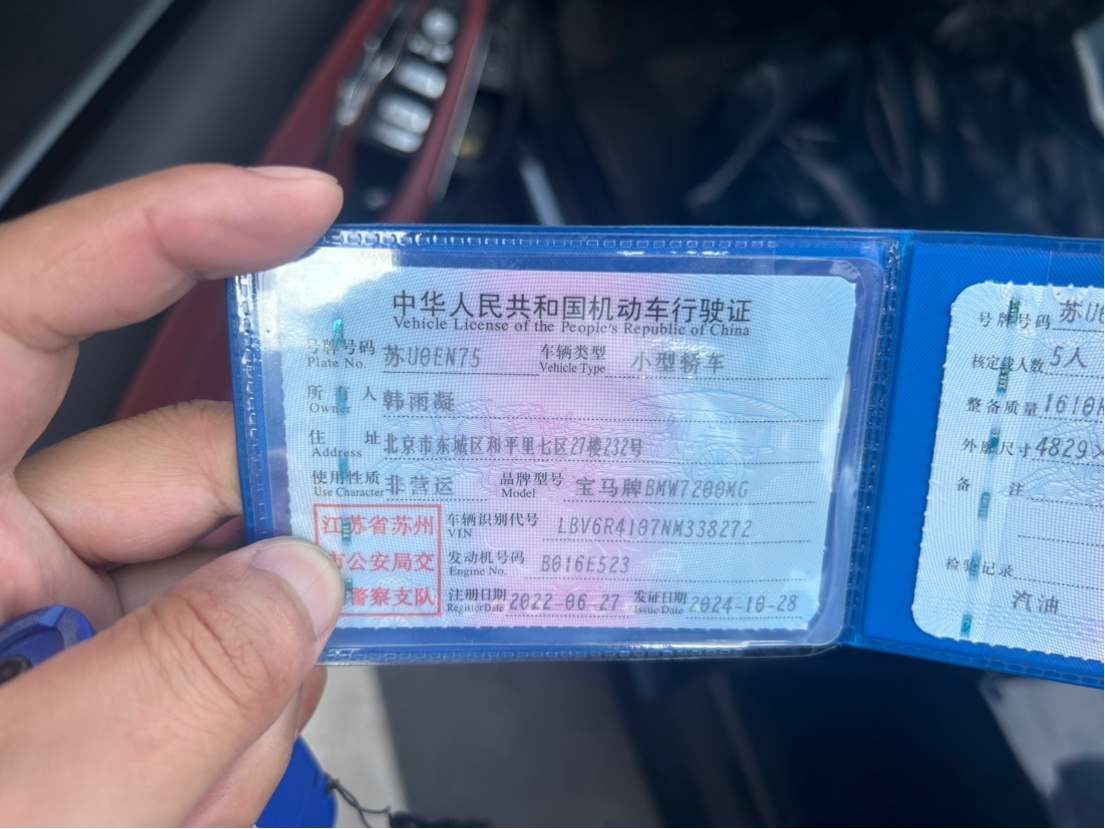 中华人民共和国机动车行驶证
Vehicle License of the People's Republic of China
号牌号码 苏U0EN75 车辆类型 小型轿车
Plate No. Vehicle Type
所有人 韩雨凝
Owner
住址 北京市东城区和平里七区27楼232号
Address
使用性质 非营运 品牌型号 宝马牌BMW7200MG
Use Character Model
江苏省苏州
市公安局交
警察支队
车辆识别代号 LBV6R4107NM338272
VIN
发动机号码 B016E523
Engine No.
注册日期 2022-06-27 发证日期 2024-10-28
Register Date Issue Date
号牌号码 苏U0
核定载人数 5人
整备质量 1610
外廓尺寸 4829×
备注
检验记录
汽油